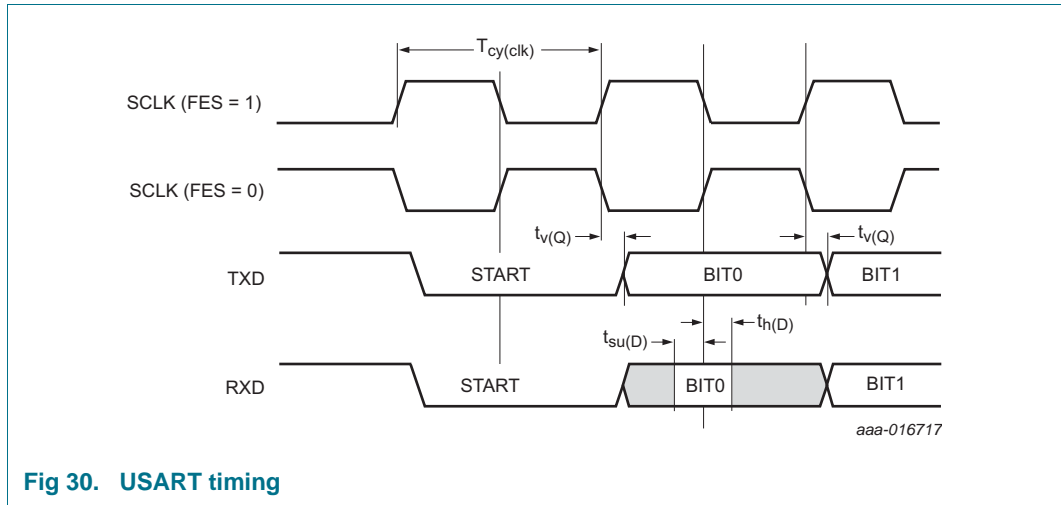 Tcy(clk)
SCLK (FES = 1)
SCLK (FES = 0)
tv(Q) tv(Q)
TXD START BIT0 BIT1
tsu(D) th(D)
RXD START BIT0 BIT1
aaa-016717
Fig 30. USART timing